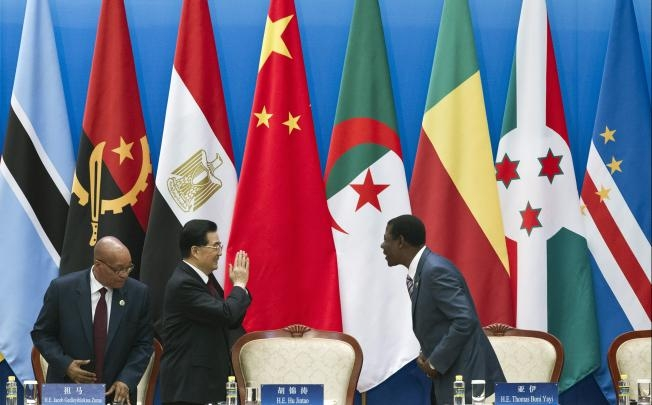 祖 马
H.E. Jacob Gedleyihlekisa Zuma
胡 锦 涛
H.E. Hu Jintao
亚 伊
H.E. Thomas Boni Yayi